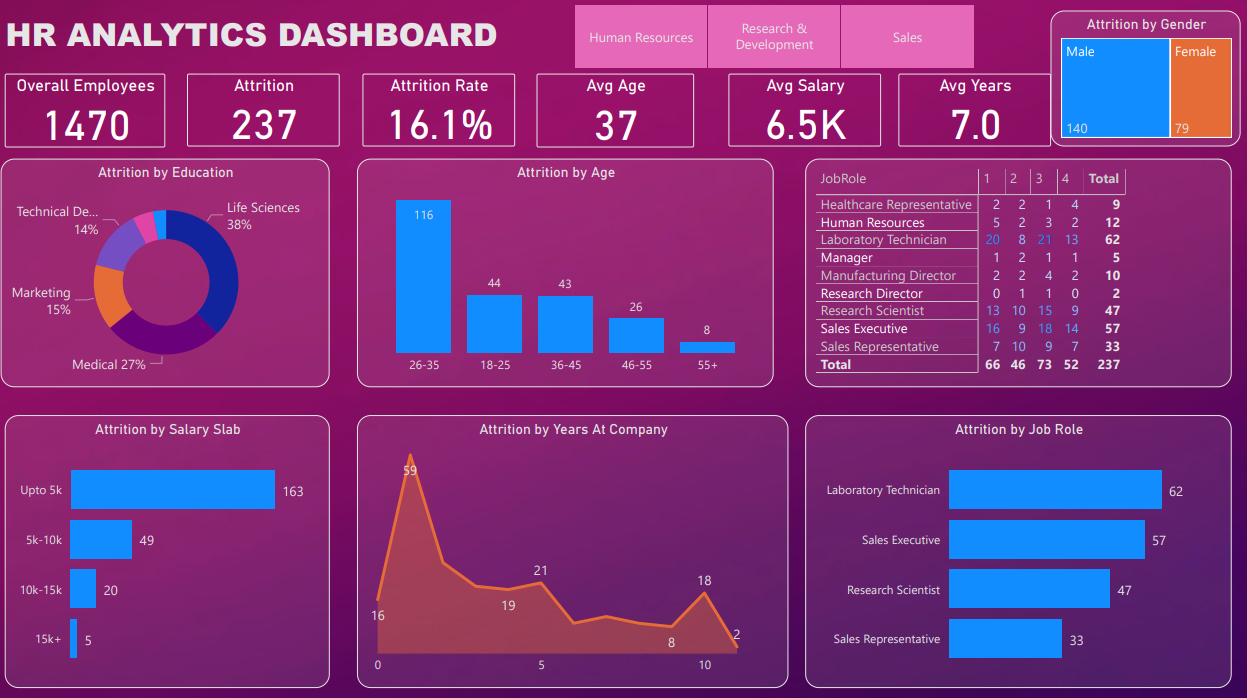 HR ANALYTICS DASHBOARD
Human Resources
Research &
Development
Sales
Attrition by Gender
Male
Female
140
79
Overall Employees
1470
Attrition
237
Attrition Rate
16.1%
Avg Age
37
Avg Salary
6.5K
Avg Years
7.0
Attrition by Education
Life Sciences
38%
Technical De...
14%
Marketing
15%
Medical 27%
Attrition by Age
116
44
43
26
8
26-35 18-25 36-45 46-55 55+
JobRole 1 2 3 4 Total
Healthcare Representative 2 2 1 4 9
Human Resources 5 2 3 2 12
Laboratory Technician 20 8 21 13 62
Manager 1 2 1 1 5
Manufacturing Director 2 2 4 2 10
Research Director 0 1 1 0 2
Research Scientist 13 10 15 9 47
Sales Executive 16 9 18 14 57
Sales Representative 7 10 9 7 33
Total 66 46 73 52 237
Attrition by Salary Slab
Upto 5k 163
5k-10k 49
10k-15k 20
15k+ 5
Attrition by Years At Company
59
21
18
19
16
2
8
0 5 10
Attrition by Job Role
Laboratory Technician 62
Sales Executive 57
Research Scientist 47
Sales Representative 33